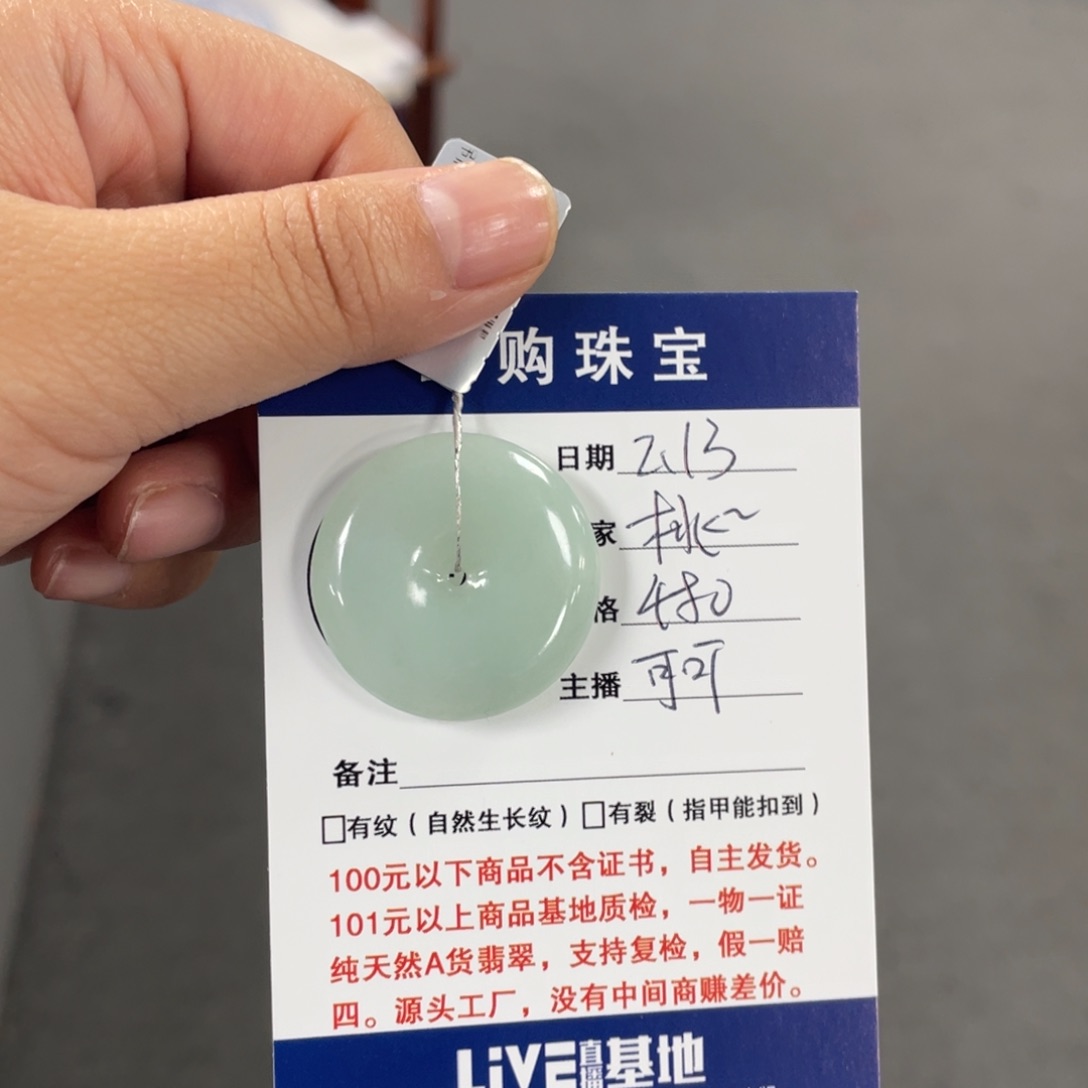 购珠宝
日期 2.13
家 桃~
格 480
主播 可可
备注
□有纹（自然生长纹）□有裂（指甲能扣到）
100元以下商品不含证书，自主发货。
101元以上商品基地质检，一物一证
纯天然A货翡翠，支持复检，假一赔
四。源头工厂，没有中间商赚差价。
LiVE直播基地